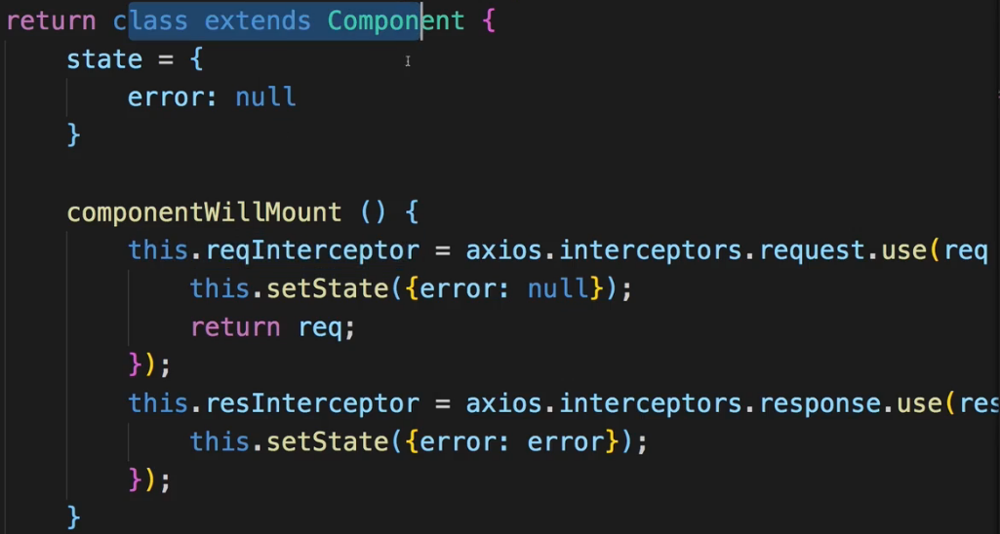 return class extends Component {
state = {
error: null
}
componentWillMount () {
this.reqInterceptor = axios.interceptors.request.use(req
this.setState({error: null});
return req;
});
this.resInterceptor = axios.interceptors.response.use(res
this.setState({error: error});
});
}